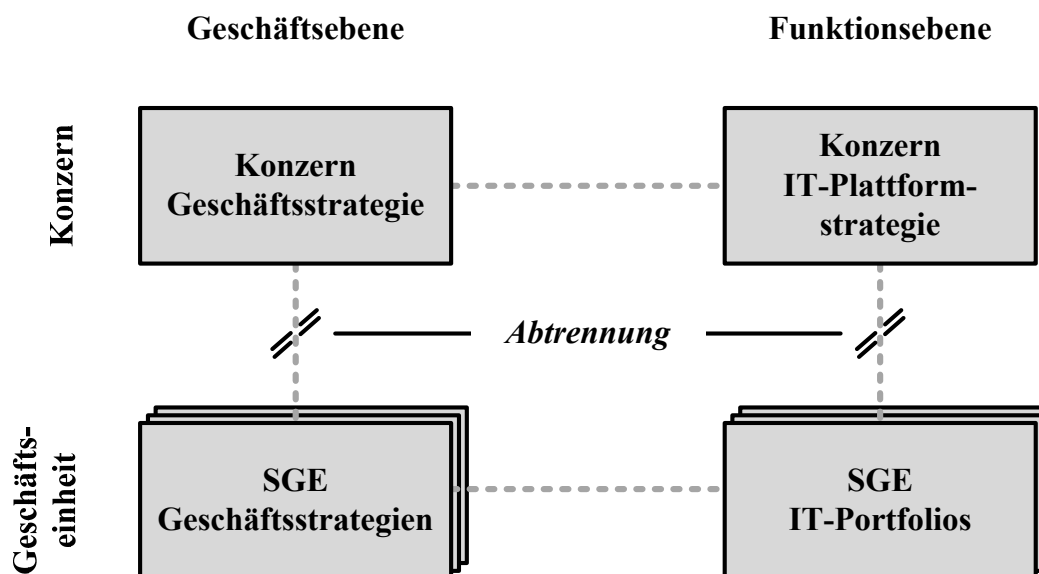 Geschäftsebene
Funktionsebene
Konzern
Konzern
Geschäftsstrategie
Konzern
IT-Plattform-
strategie
Abtrennung
Geschäfts-
einheit
SGE
Geschäftsstrategien
SGE
IT-Portfolios